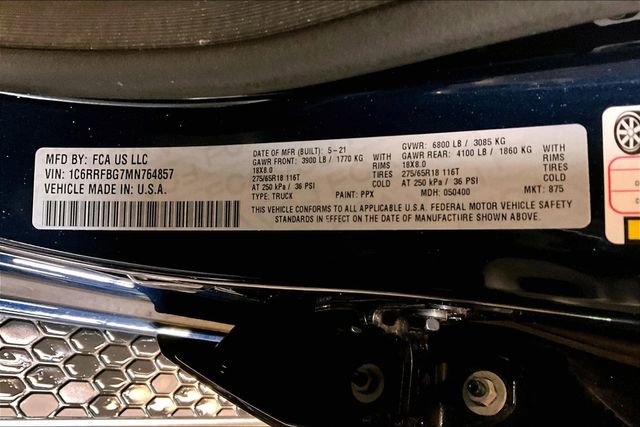 MFD BY: FCA US LLC
VIN: 1C6RRFBG7MN764857
VEHICLE MADE IN U.S.A.
DATE OF MFR (BUILT): 5-21
GAWR FRONT: 3900 LB / 1770 KG WITH
18X8.0 RIMS
275/65R18 116T TIRES
AT 250 kPa / 36 PSI COLD
TYPE: TRUCK PAINT: PPX
GVWR: 6800 LB / 3085 KG
GAWR REAR: 4100 LB / 1860 KG WITH
18X8.0 RIMS
275/65R18 116T TIRES
AT 250 kPa / 36 PSI COLD
MDH: 050400 MKT: 875
THIS VEHICLE CONFORMS TO ALL APPLICABLE U.S.A. FEDERAL MOTOR VEHICLE SAFETY
STANDARDS IN EFFECT ON THE DATE OF MANUFACTURE SHOWN ABOVE.